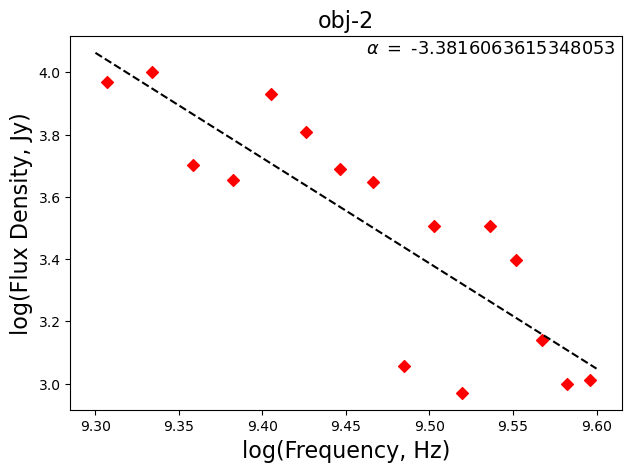 obj-2
α = -3.3816063615348053
log(Flux Density, Jy)
4.0
3.8
3.6
3.4
3.2
3.0
9.30 9.35 9.40 9.45 9.50 9.55 9.60
log(Frequency, Hz)